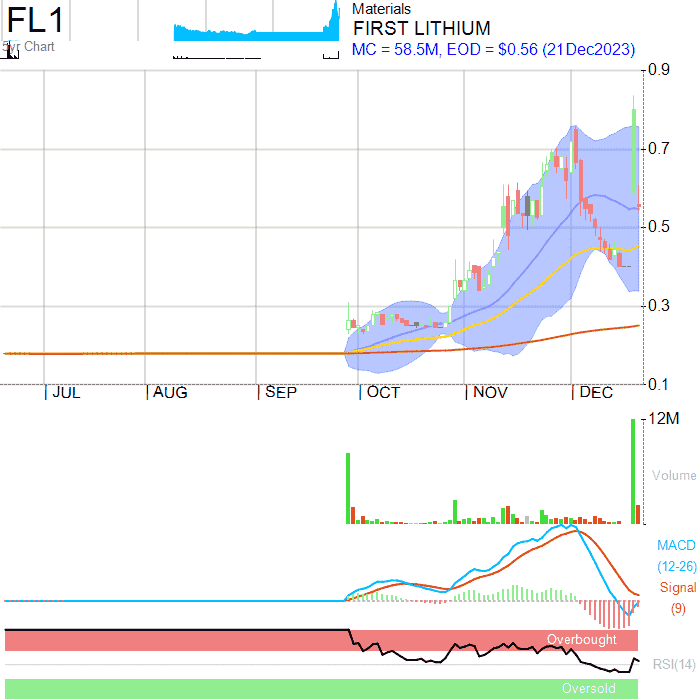 FL1
5yr Chart
Materials
FIRST LITHIUM
MC = 58.5M, EOD = $0.56 (21Dec2023)
0.9
0.7
0.5
0.3
0.1
JUL AUG SEP OCT NOV DEC
12M
Volume
MACD
(12-26)
Signal
(9)
Overbought
RSI(14)
Oversold